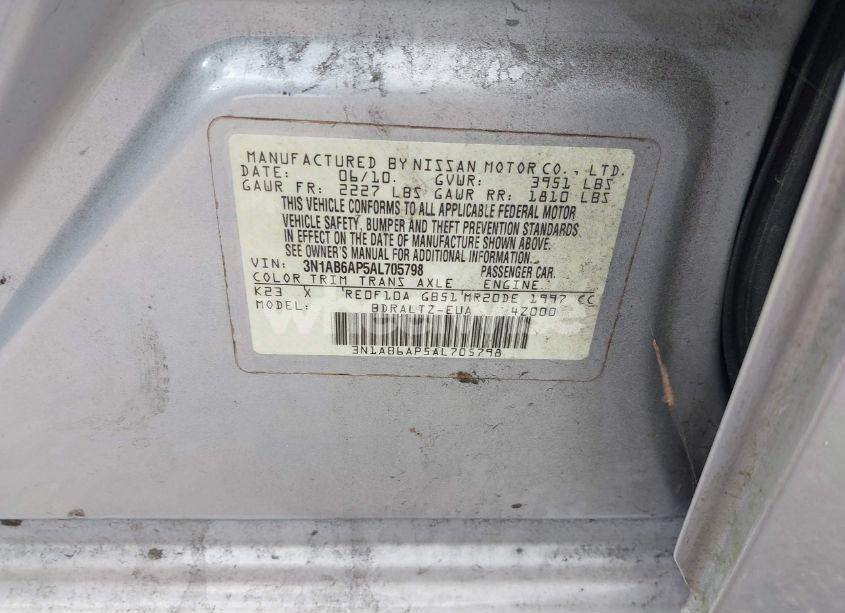 MANUFACTURED BY NISSAN MOTOR CO., LTD.
DATE: 06/10. GVWR: 3951 LBS
GAWR FR: 2227 LBS GAWR RR: 1810 LBS
THIS VEHICLE CONFORMS TO ALL APPLICABLE FEDERAL MOTOR
VEHICLE SAFETY, BUMPER AND THEFT PREVENTION STANDARDS
IN EFFECT ON THE DATE OF MANUFACTURE SHOWN ABOVE.
SEE OWNER'S MANUAL FOR ADDITIONAL INFORMATION.
VIN: 3N1AB6AP5AL705798 PASSENGER CAR.
COLOR TRIM TRANS AXLE ENGINE
K23 X RE0F10A GB51 MR20DE 1997 CC
MODEL: BDRALTZ-EUA 4Z000
3N1AB6AP5AL705798